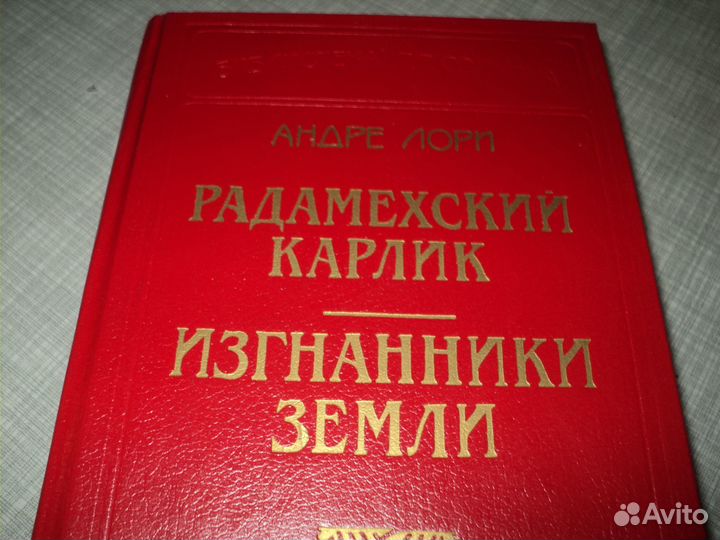 АНДРЕ ЛОРИ
РАДАМЕХСКИЙ
КАРЛИК
ИЗГНАННИКИ
ЗЕМЛИ
Avito